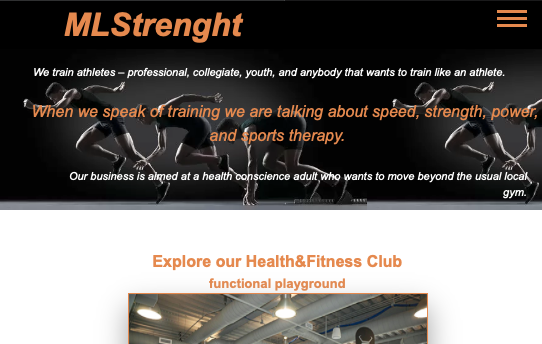 MLStrenght
We train athletes – professional, collegiate, youth, and anybody that wants to train like an athlete.
When we speak of training we are talking about speed, strength, power,
and sports therapy.
Our business is aimed at a health conscience adult who wants to move beyond the usual local
gym.
Explore our Health&Fitness Club
functional playground